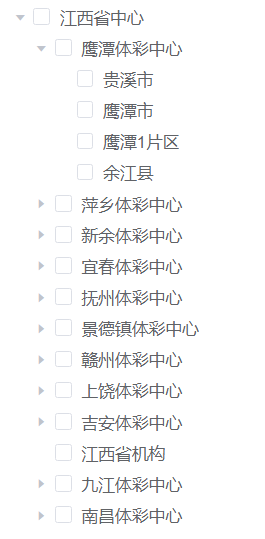 江西省中心
鹰潭体彩中心
贵溪市
鹰潭市
鹰潭1片区
余江县
萍乡体彩中心
新余体彩中心
宜春体彩中心
抚州体彩中心
景德镇体彩中心
赣州体彩中心
上饶体彩中心
吉安体彩中心
江西省机构
九江体彩中心
南昌体彩中心